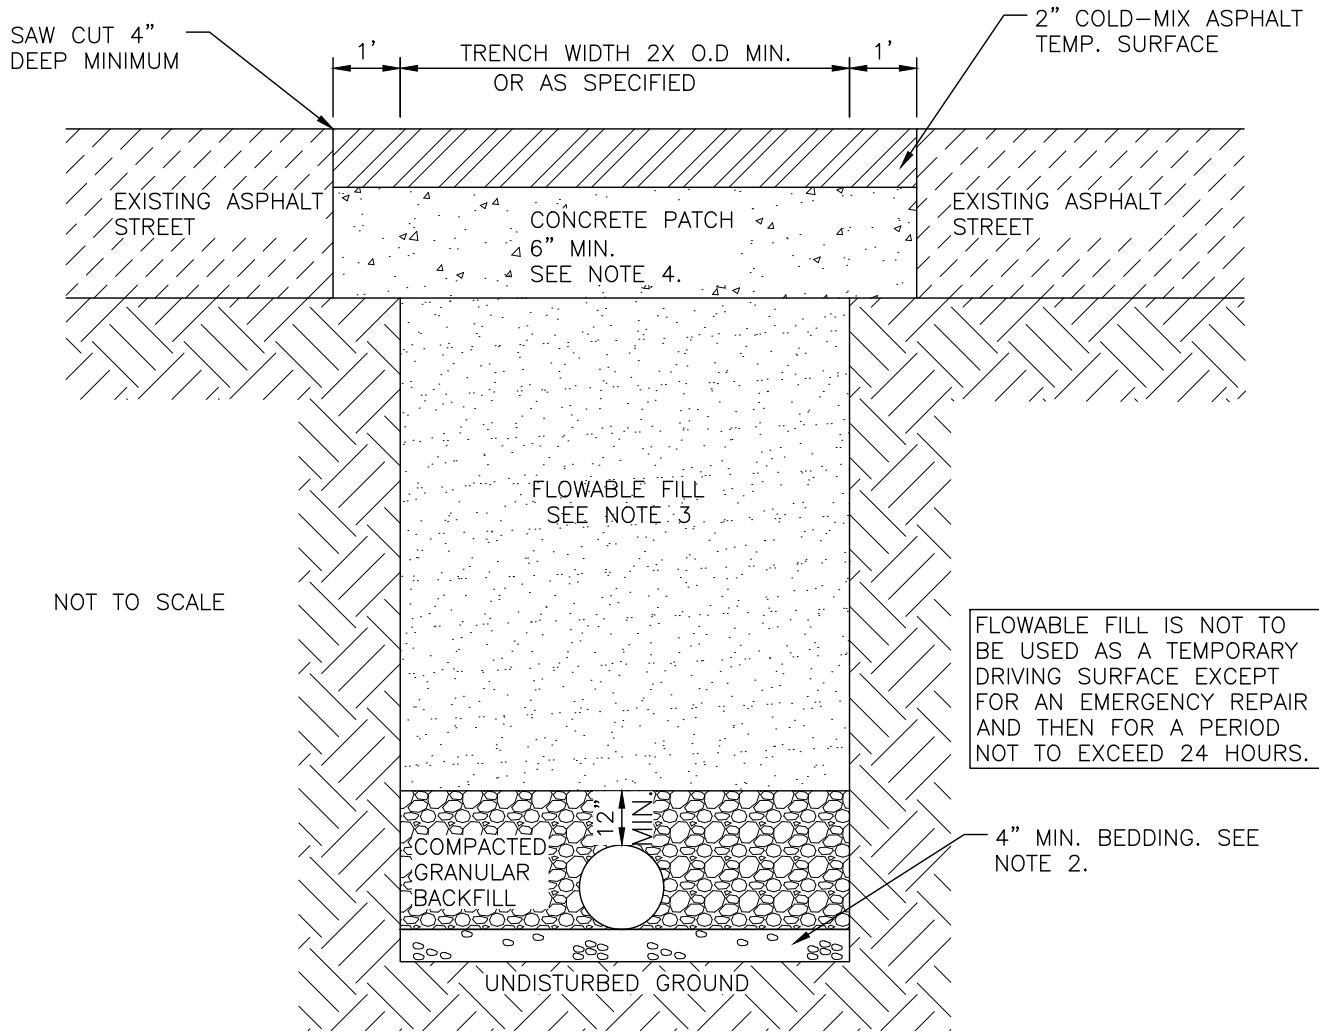 SAW CUT 4”
DEEP MINIMUM
1'
TRENCH WIDTH 2X O.D MIN.
OR AS SPECIFIED
1'
2” COLD–MIX ASPHALT
TEMP. SURFACE
EXISTING ASPHALT
STREET
CONCRETE PATCH
6” MIN.
SEE NOTE 4.
EXISTING ASPHALT
STREET
FLOWABLE FILL
SEE NOTE 3
NOT TO SCALE
FLOWABLE FILL IS NOT TO
BE USED AS A TEMPORARY
DRIVING SURFACE EXCEPT
FOR AN EMERGENCY REPAIR
AND THEN FOR A PERIOD
NOT TO EXCEED 24 HOURS.
12”
MIN.
COMPACTED
GRANULAR
BACKFILL
4” MIN. BEDDING. SEE
NOTE 2.
UNDISTURBED GROUND